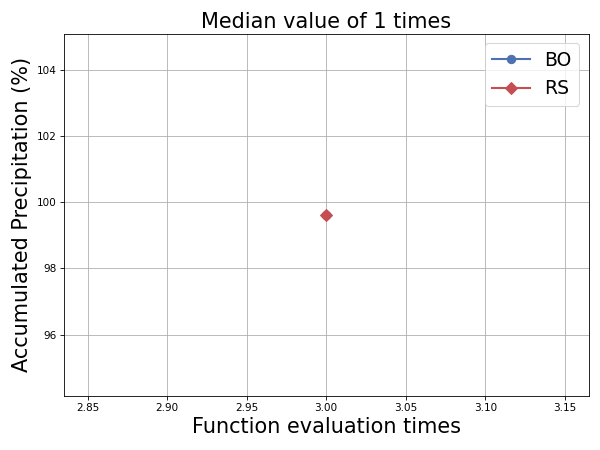 Median value of 1 times
Accumulated Precipitation (%)
104
102
100
98
96
BO
RS
2.85 2.90 2.95 3.00 3.05 3.10 3.15
Function evaluation times